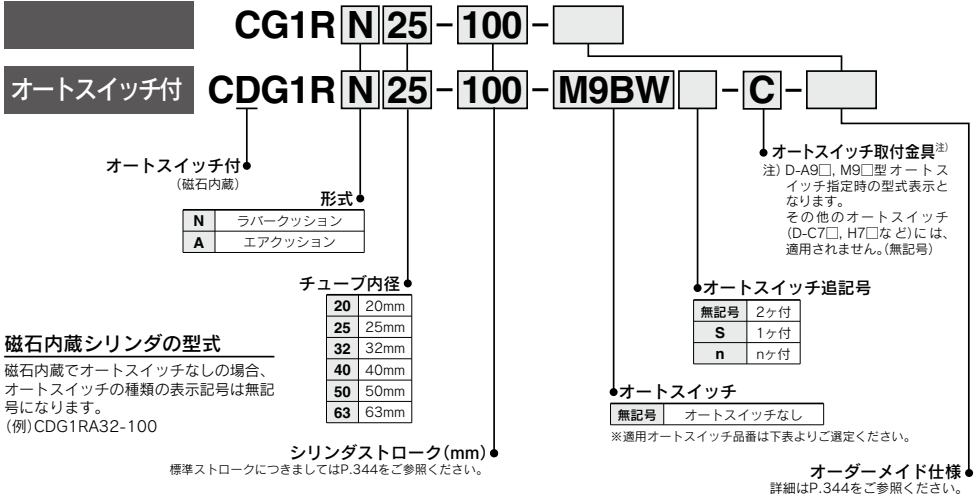 CG1R N 25 - 100 -
オートスイッチ付 CDG1R N 25 - 100 - M9BW - C -
オートスイッチ付
(磁石内蔵)
形式
N ラバークッション
A エアクッション
チューブ内径
20 20mm
25 25mm
32 32mm
40 40mm
50 50mm
63 63mm
磁石内蔵シリンダの型式
磁石内蔵でオートスイッチなしの場合、
オートスイッチの種類の表示記号は無記
号になります。
(例)CDG1RA32-100
シリンダストローク(mm)
標準ストロークにつきましてはP.344をご参照ください。
オートスイッチ取付金具注)
注) D-A9□, M9□型オートス
イッチ指定時の型式表示と
なります。
その他のオートスイッチ
(D-C7□, H7□など)には、
適用されません。(無記号)
オートスイッチ追記号
無記号 2ヶ付
S 1ヶ付
n nヶ付
オートスイッチ
無記号 オートスイッチなし
※適用オートスイッチ品番は下表よりご選定ください。
オーダーメイド仕様
詳細はP.344をご参照ください。